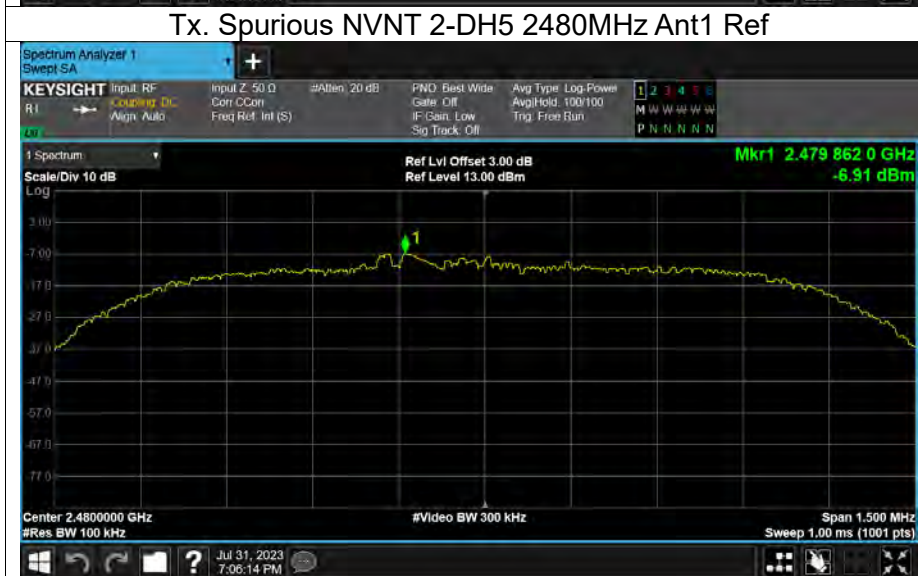 Tx. Spurious NVNT 2-DH5 2480MHz Ant1 Ref
Spectrum Analyzer 1
Swept SA
+
KEYSIGHT Input: RF Input Z: 50 Ω #Atten: 20 dB PNO: Best Wide Avg Type: Log-Power 1 2 3 4 5 6
Coupling: DC Corr CCorr Gate: Off Avg|Hold: 100/100 M W W W W W
Align: Auto Freq Ref: Int (S) IF Gain: Low Trig: Free Run
Sig Track: Off P N N N N N
1 Spectrum Ref Lvl Offset 3.00 dB Mkr1 2.479 862 0 GHz
Scale/Div 10 dB Ref Level 13.00 dBm -6.91 dBm
Log
3.00
1
-7.00
-17.0
-27.0
-37.0
-47.0
-57.0
-67.0
-77.0
Center 2.4800000 GHz #Video BW 300 kHz Span 1.500 MHz
#Res BW 100 kHz Sweep 1.00 ms (1001 pts)
? Jul 31, 2023
7:06:14 PM